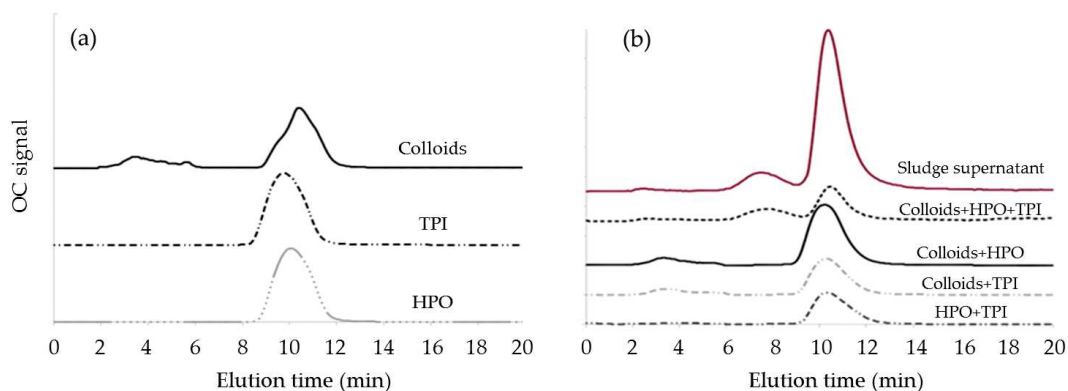 (a)
OC signal
Colloids
TPI
HPO
0 2 4 6 8 10 12 14 16 18 20
Elution time (min)
(b)
Sludge supernatant
Colloids+HPO+TPI
Colloids+HPO
Colloids+TPI
HPO+TPI
0 2 4 6 8 10 12 14 16 18 20
Elution time (min)